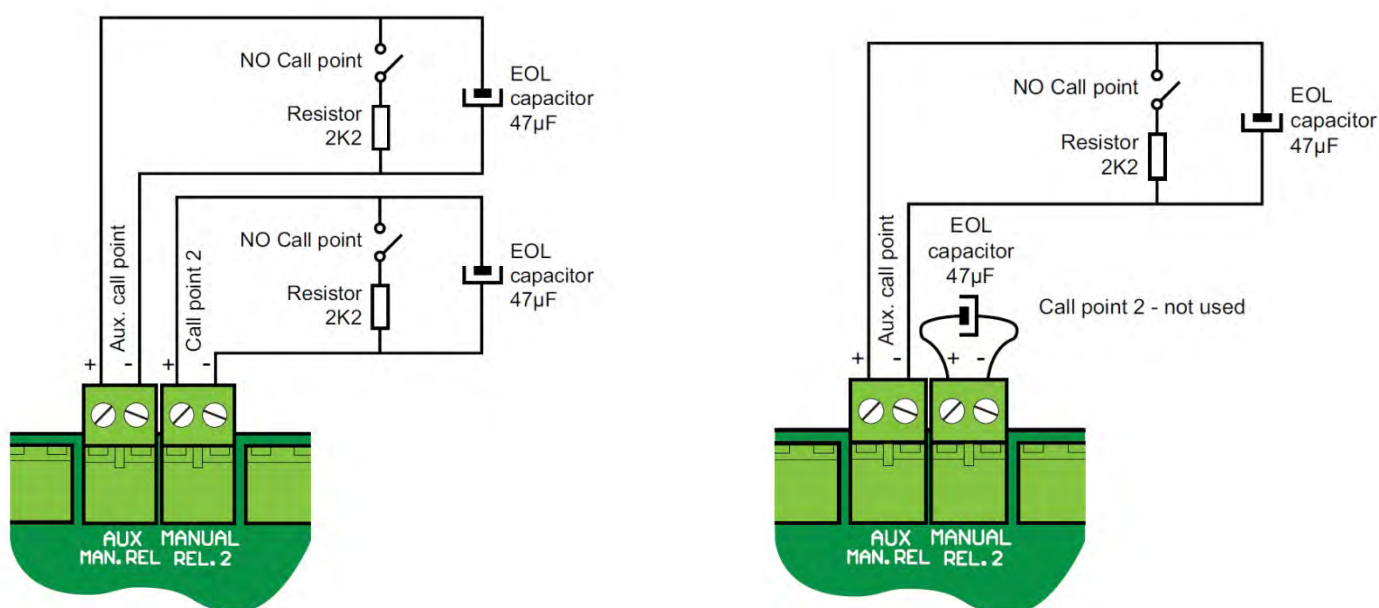 NO Call point
Resistor
2K2
EOL
capacitor
47µF
Aux. call point
+
-
Call point 2
+
-
NO Call point
Resistor
2K2
EOL
capacitor
47µF
AUX
MAN. REL
MANUAL
REL. 2
NO Call point
Resistor
2K2
EOL
capacitor
47µF
Aux. call point
+
-
EOL
capacitor
47µF
+
-
Call point 2 - not used
AUX
MAN. REL
MANUAL
REL. 2